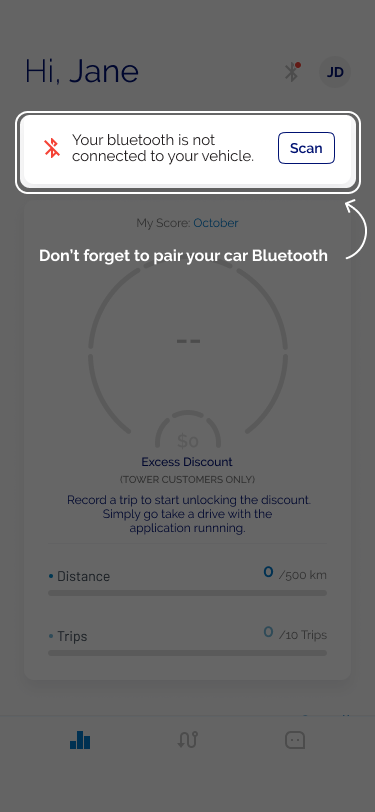 Hi, Jane
JD
Your bluetooth is not
connected to your vehicle.
Scan
My Score: October
Don't forget to pair your car Bluetooth
--
$0
Excess Discount
(TOWER CUSTOMERS ONLY)
Record a trip to start unlocking the discount.
Simply go take a drive with the
application runnning.
• Distance
0 /500 km
• Trips
0 /10 Trips